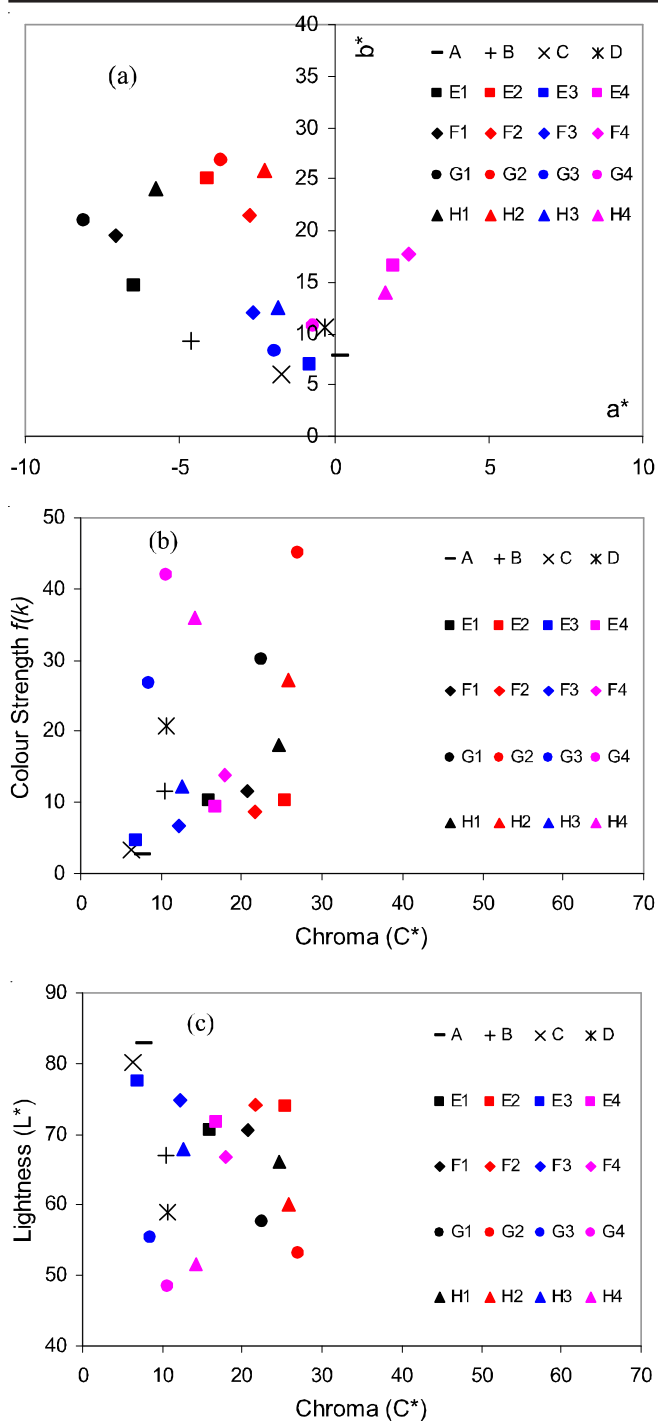 40
b*
(a)
A B C D
35
E1 E2 E3 E4
30
F1 F2 F3 F4
25
G1 G2 G3 G4
20
H1 H2 H3 H4
15
10
5
a*
0
-10 -5 0 5 10
50
(b)
A B C D
40
E1 E2 E3 E4
30
F1 F2 F3 F4
20
G1 G2 G3 G4
10
H1 H2 H3 H4
0
Colour Strength f(k)
0 10 20 30 40 50 60 70
Chroma (C*)
90
(c)
A B C D
80
E1 E2 E3 E4
70
F1 F2 F3 F4
60
G1 G2 G3 G4
50
H1 H2 H3 H4
40
Lightness (L*)
0 10 20 30 40 50 60 70
Chroma (C*)